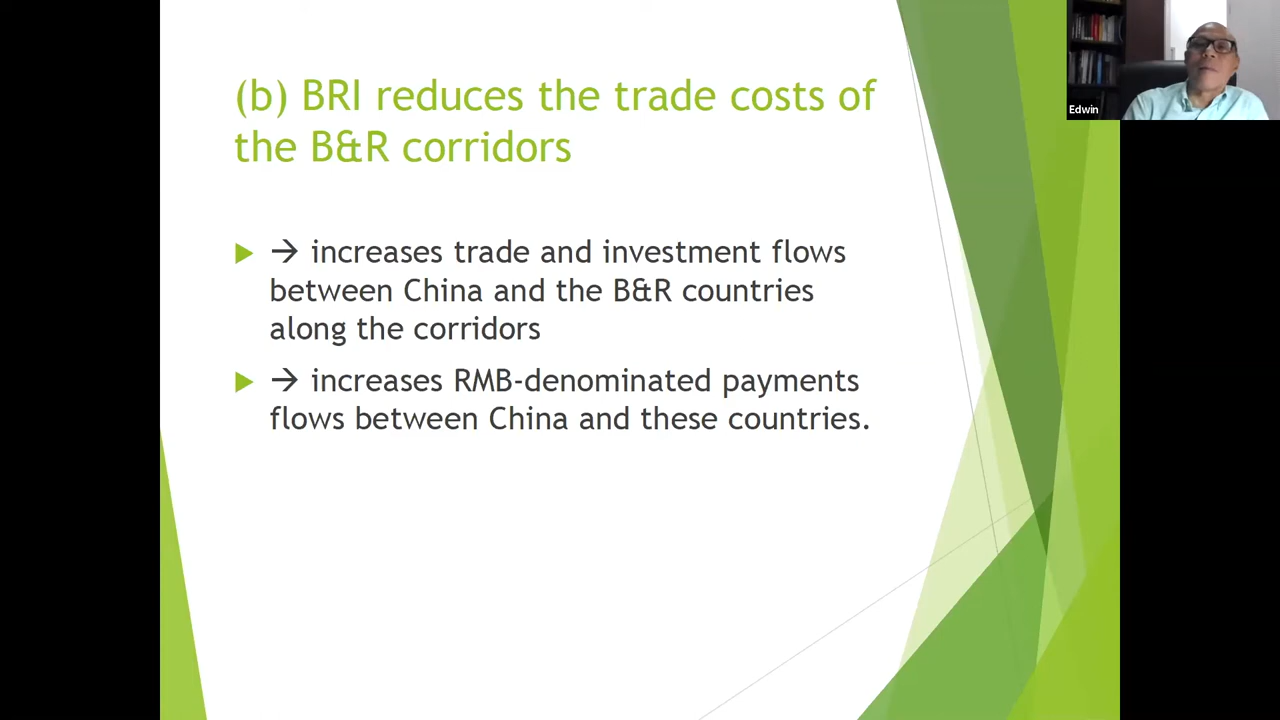 (b) BRI reduces the trade costs of
the B&R corridors
→ increases trade and investment flows
between China and the B&R countries
along the corridors
→ increases RMB-denominated payments
flows between China and these countries.
Edwin